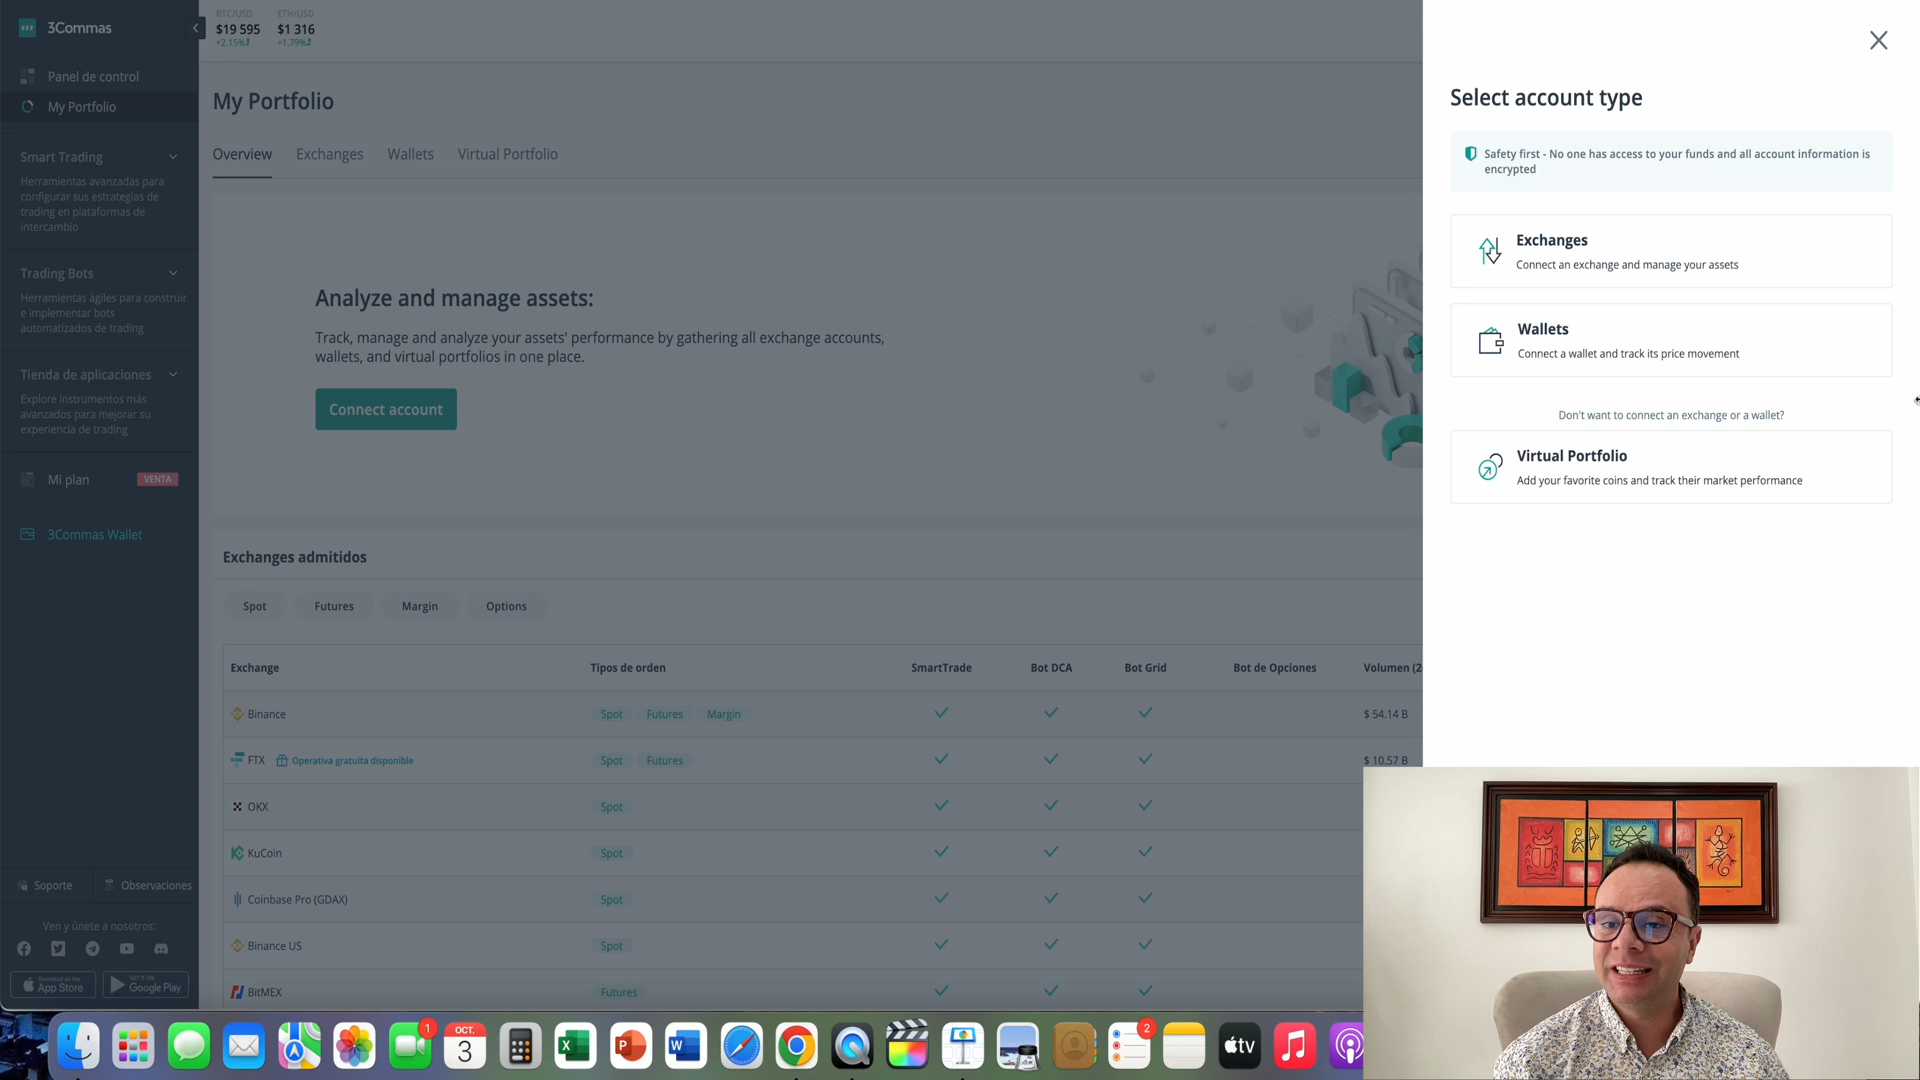 3Commas
BTC/USD
$19 595
+2.15%
ETH/USD
$1 316
+1.79%
Panel de control
My Portfolio
Smart Trading
Herramientas avanzadas para
configurar sus estrategias de
trading en plataformas de
intercambio
Trading Bots
Herramientas ágiles para construir
e implementar bots
automatizados de trading
Tienda de aplicaciones
Explore instrumentos más
avanzados para mejorar su
experiencia de trading
Mi plan
VENTA
3Commas Wallet
Soporte
Observaciones
Ven y únete a nosotros:
Download on the
App Store
GET IT ON
Google Play
My Portfolio
Overview
Exchanges
Wallets
Virtual Portfolio
Analyze and manage assets:
Track, manage and analyze your assets' performance by gathering all exchange accounts,
wallets, and virtual portfolios in one place.
Connect account
Exchanges admitidos
Spot
Futures
Margin
Options
Exchange Tipos de orden SmartTrade Bot DCA Bot Grid Bot de Opciones Volumen (2
Binance Spot Futures Margin $ 54.14 B
FTX Operativa gratuita disponible Spot Futures $ 10.57 B
OKX Spot
KuCoin Spot
Coinbase Pro (GDAX) Spot
Binance US Spot
BitMEX Futures
Select account type
Safety first - No one has access to your funds and all account information is
encrypted
Exchanges
Connect an exchange and manage your assets
Wallets
Connect a wallet and track its price movement
Don't want to connect an exchange or a wallet?
Virtual Portfolio
Add your favorite coins and track their market performance
1
OCT.
3
X
P
W
2
tv